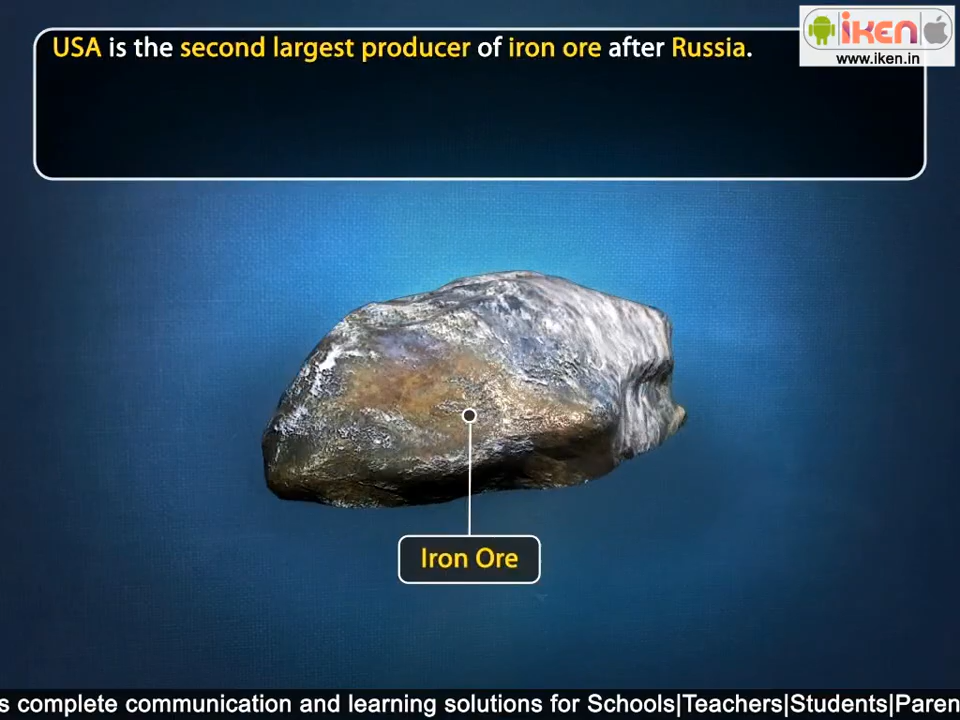 USA is the second largest producer of iron ore after Russia.
iken
www.iken.in
Iron Ore
s complete communication and learning solutions for Schools|Teachers|Students|Paren